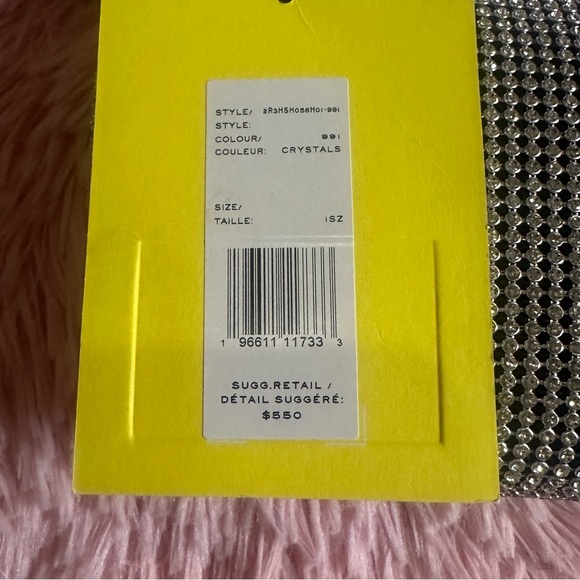 STYLE/ 2R3HSH056H01-991
STYLE:
COLOUR/ 991
COULEUR: CRYSTALS
SIZE/
TAILLE: 1SZ
1 96611 11733 3
SUGG.RETAIL /
DÉTAIL SUGGÉRÉ:
$550